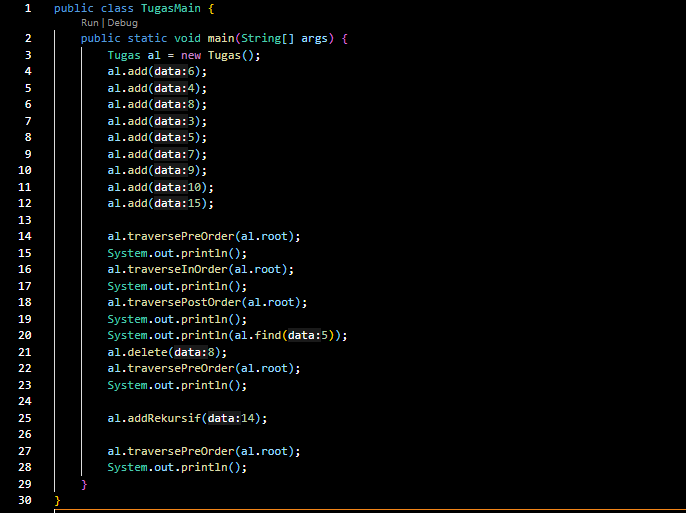 1 public class TugasMain {
Run | Debug
2 public static void main(String[] args) {
3 Tugas al = new Tugas();
4 al.add(data:6);
5 al.add(data:4);
6 al.add(data:8);
7 al.add(data:3);
8 al.add(data:5);
9 al.add(data:7);
10 al.add(data:9);
11 al.add(data:10);
12 al.add(data:15);
13
14 al.traversePreOrder(al.root);
15 System.out.println();
16 al.traverseInOrder(al.root);
17 System.out.println();
18 al.traversePostOrder(al.root);
19 System.out.println();
20 System.out.println(al.find(data:5));
21 al.delete(data:8);
22 al.traversePreOrder(al.root);
23 System.out.println();
24
25 al.addRekursif(data:14);
26
27 al.traversePreOrder(al.root);
28 System.out.println();
29 }
30 }